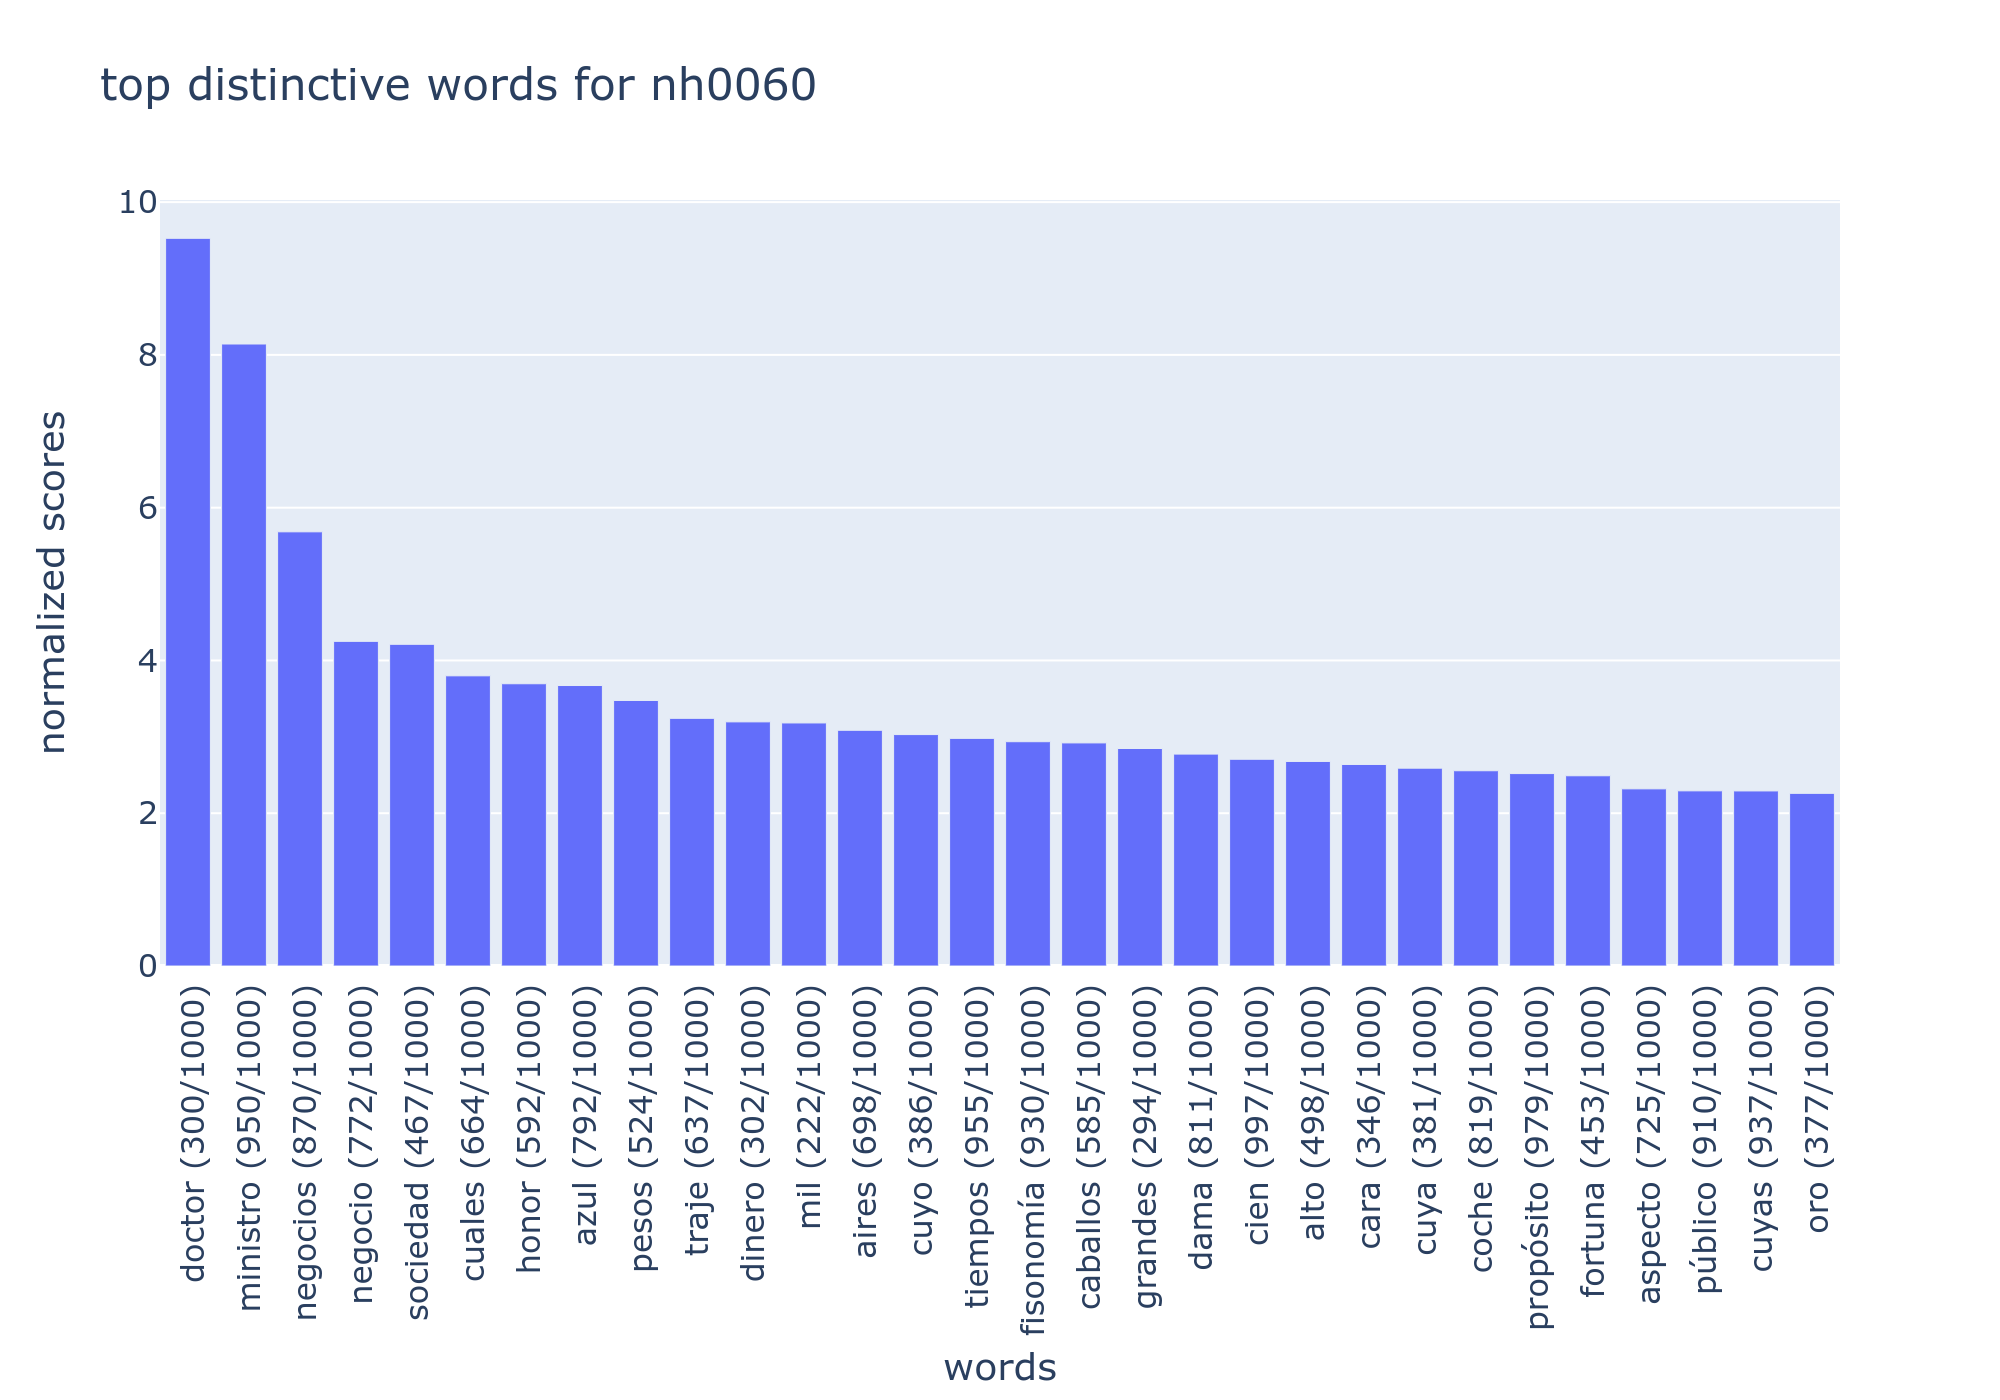 top distinctive words for nh0060
normalized scores
10
8
6
4
2
0
doctor (300/1000)
ministro (950/1000)
negocios (870/1000)
negocio (772/1000)
sociedad (467/1000)
cuales (664/1000)
honor (592/1000)
azul (792/1000)
pesos (524/1000)
traje (637/1000)
dinero (302/1000)
mil (222/1000)
aires (698/1000)
cuyo (386/1000)
tiempos (955/1000)
fisonomía (930/1000)
caballos (585/1000)
grandes (294/1000)
dama (811/1000)
cien (997/1000)
alto (498/1000)
cara (346/1000)
cuya (381/1000)
coche (819/1000)
propósito (979/1000)
fortuna (453/1000)
aspecto (725/1000)
público (910/1000)
cuyas (937/1000)
oro (377/1000)
words